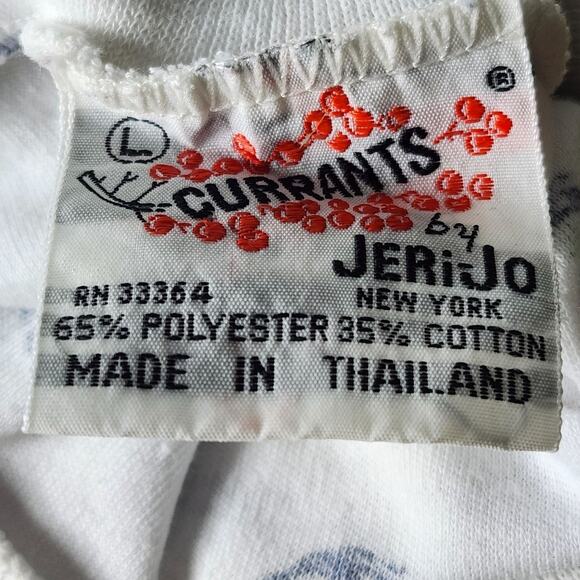 ®
L
CURRANTS
by
JERi-JO
RN 33364 NEW YORK
65% POLYESTER 35% COTTON
MADE IN THAILAND